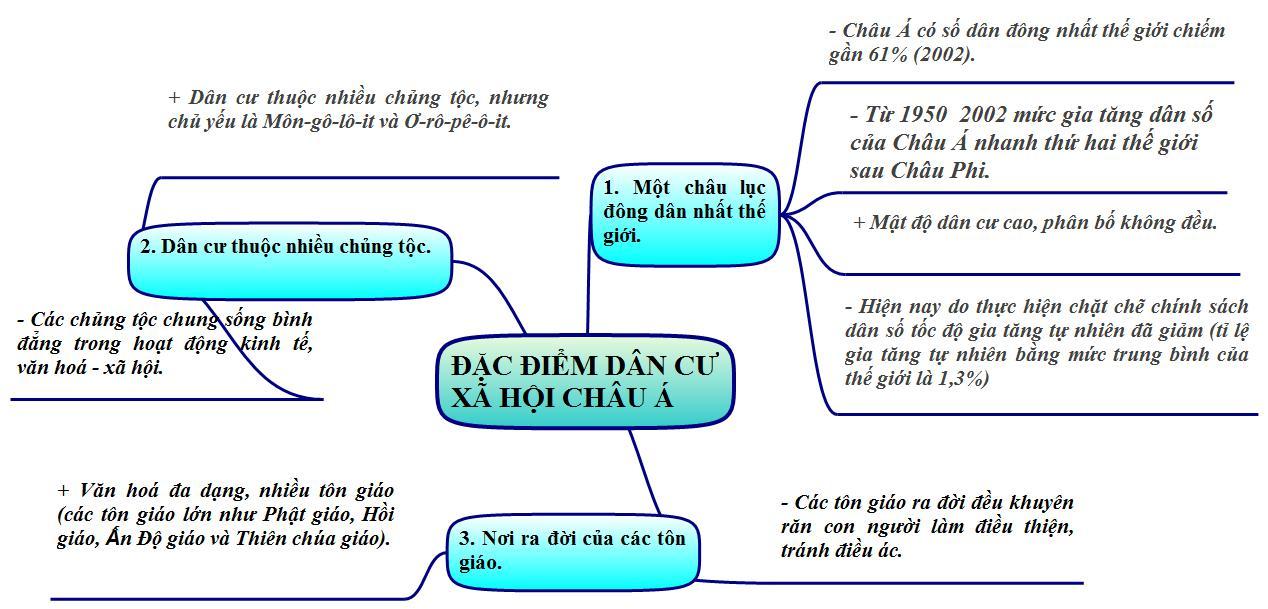 ĐẶC ĐIỂM DÂN CƯ
XÃ HỘI CHÂU Á
1. Một châu lục
đông dân nhất thế
giới.
- Châu Á có số dân đông nhất thế giới chiếm
gần 61% (2002).
- Từ 1950 2002 mức gia tăng dân số
của Châu Á nhanh thứ hai thế giới
sau Châu Phi.
+ Mật độ dân cư cao, phân bố không đều.
- Hiện nay do thực hiện chặt chẽ chính sách
dân số tốc độ gia tăng tự nhiên đã giảm (tỉ lệ
gia tăng tự nhiên bằng mức trung bình của
thế giới là 1,3%)
2. Dân cư thuộc nhiều chủng tộc.
+ Dân cư thuộc nhiều chủng tộc, nhưng
chủ yếu là Môn-gô-lô-it và Ơ-rô-pê-ô-it.
- Các chủng tộc chung sống bình
đẳng trong hoạt động kinh tế,
văn hoá - xã hội.
3. Nơi ra đời của các tôn
giáo.
+ Văn hoá đa dạng, nhiều tôn giáo
(các tôn giáo lớn như Phật giáo, Hồi
giáo, Ấn Độ giáo và Thiên chúa giáo).
- Các tôn giáo ra đời đều khuyên
răn con người làm điều thiện,
tránh điều ác.